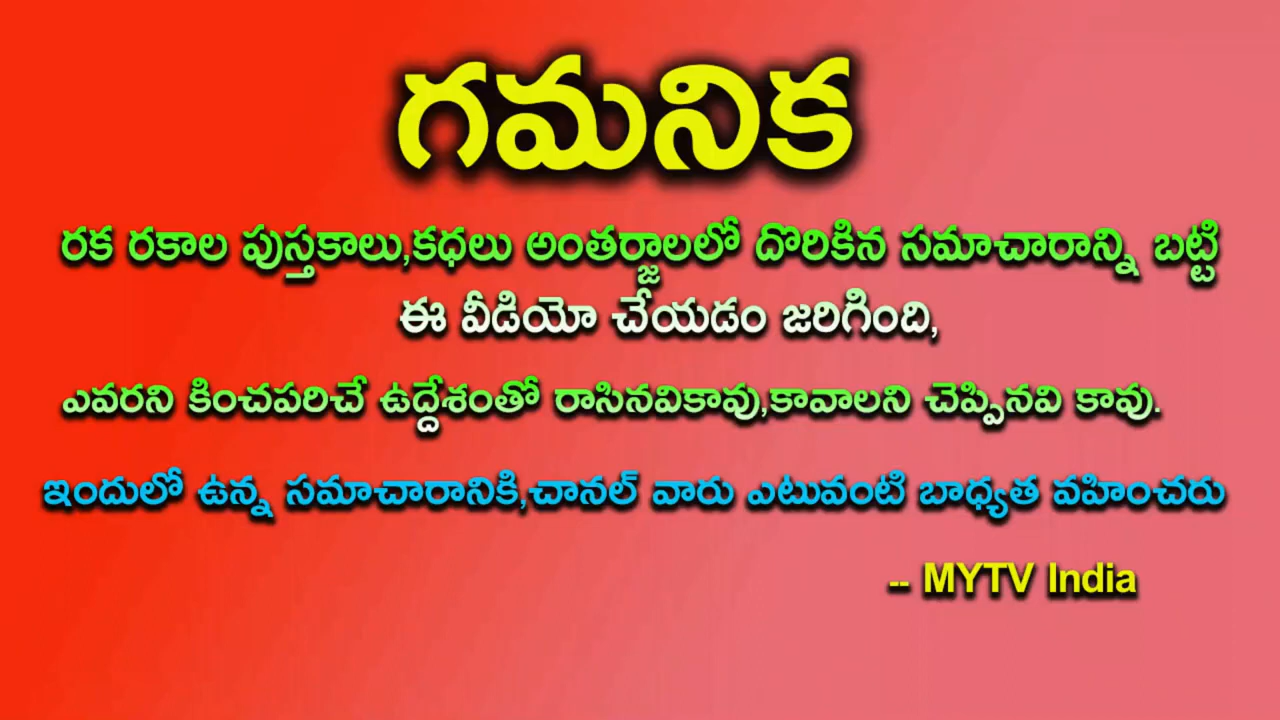 గమనిక
రక రకాల పుస్తకాలు,కధలు అంతర్జాలలో దొరికిన సమాచారాన్ని బట్టి
ఈ వీడియో చేయడం జరిగింది,
ఎవరని కించపరిచే ఉద్దేశంతో రాసినవికావు,కావాలని చెప్పినవి కావు.
ఇందులో ఉన్న సమాచారానికి,చానల్ వారు ఎటువంటి బాధ్యత వహించరు
-- MYTV India